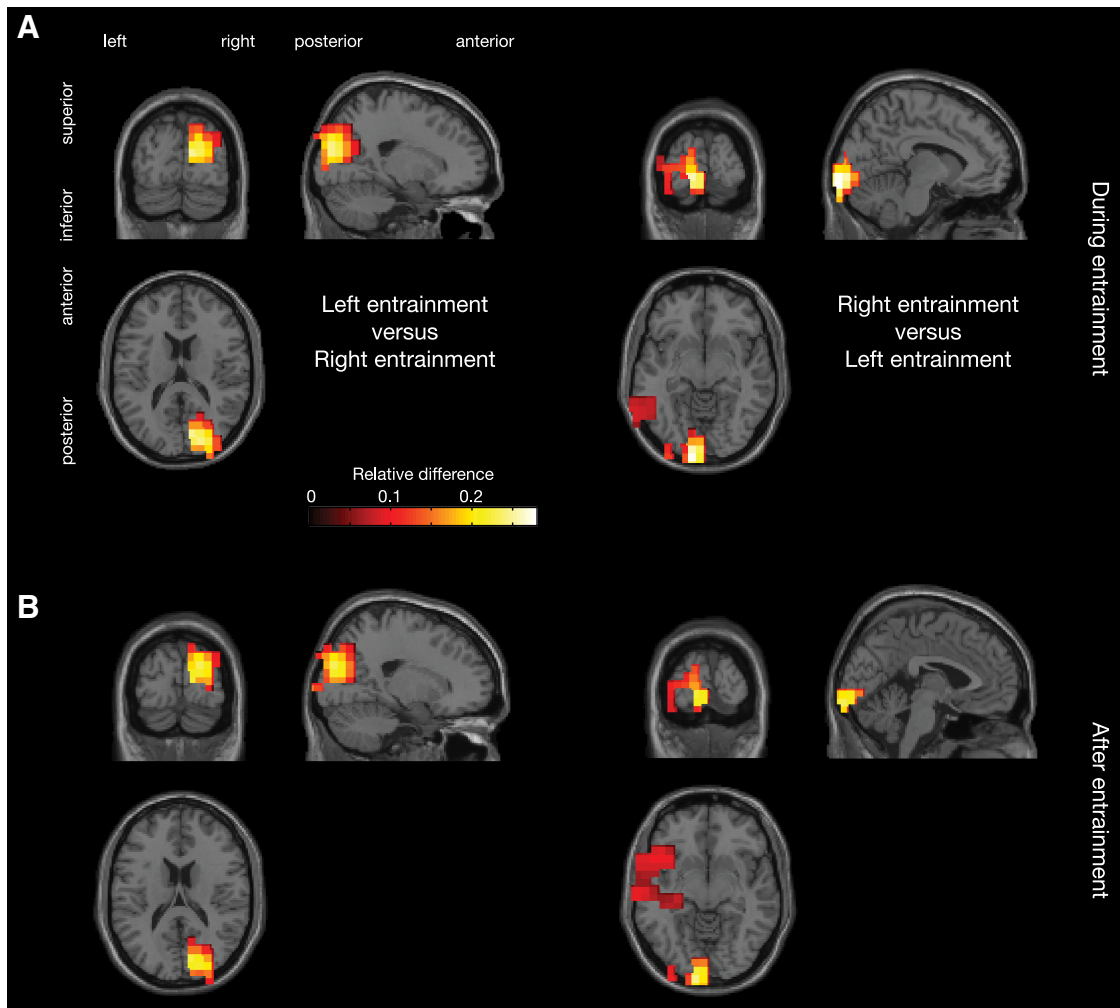 A
left right posterior anterior
superior
inferior
anterior
posterior
Left entrainment
versus
Right entrainment
Right entrainment
versus
Left entrainment
During entrainment
Relative difference
0 0.1 0.2
B
After entrainment